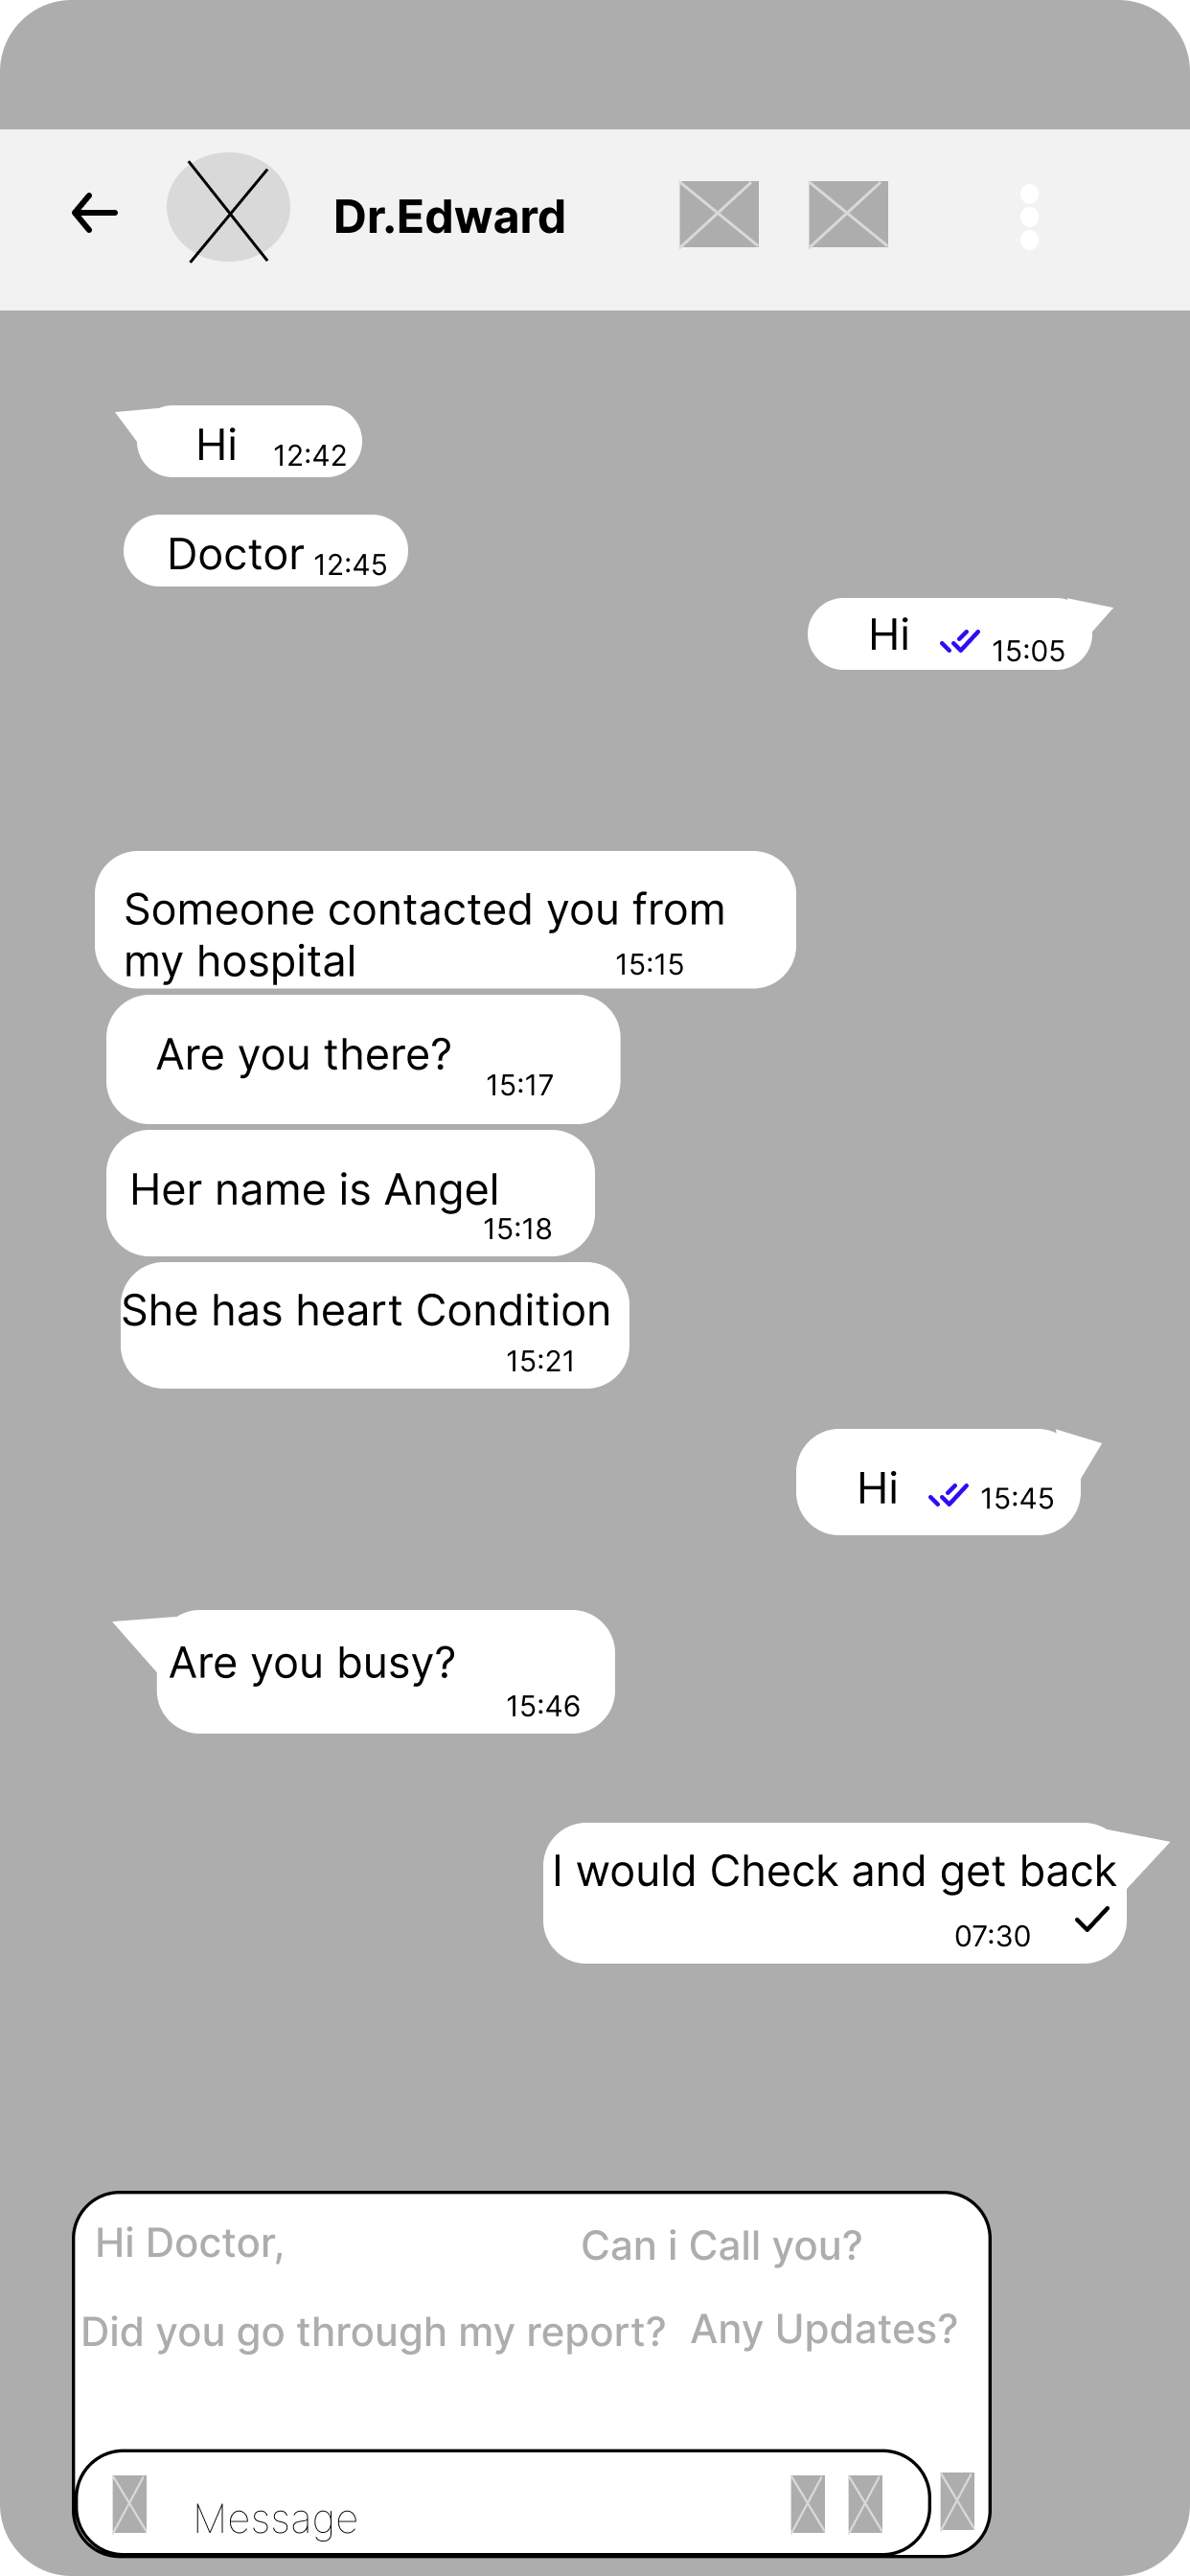 Dr.Edward
Hi 12:42
Doctor 12:45
Hi 15:05
Someone contacted you from
my hospital 15:15
Are you there?
15:17
Her name is Angel
15:18
She has heart Condition
15:21
Hi 15:45
Are you busy?
15:46
I would Check and get back
07:30
Hi Doctor, Can i Call you?
Did you go through my report? Any Updates?
Message